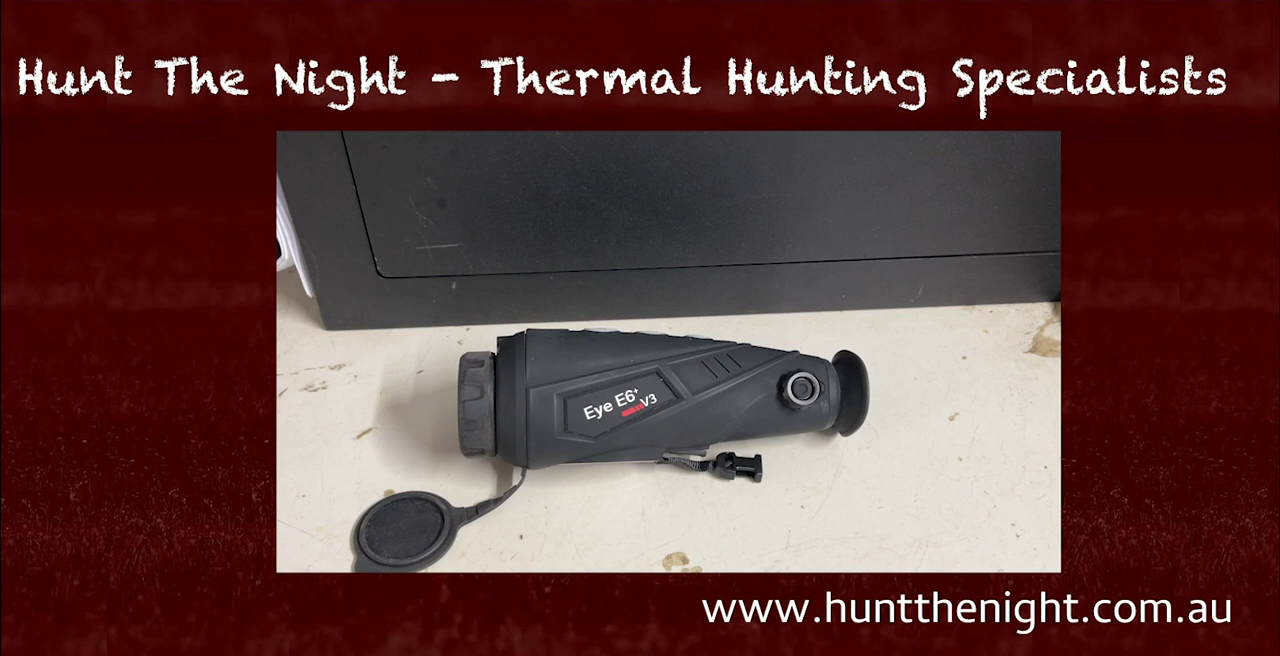 Hunt The Night - Thermal Hunting Specialists
Eye E6+ V3
www.huntthenight.com.au